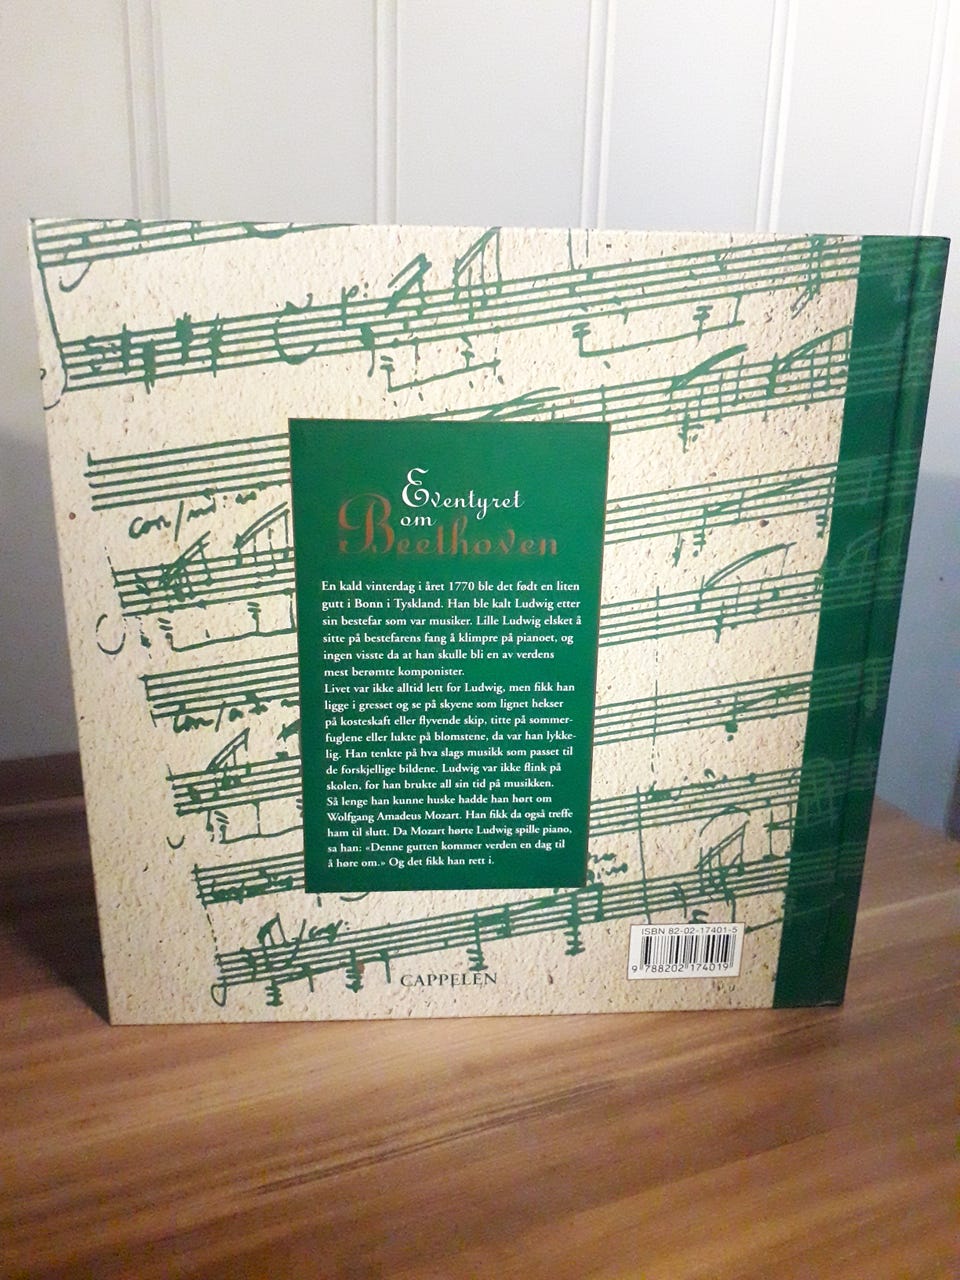 Eventyret
om
Beethoven
En kald vinterdag i året 1770 ble det født en liten
gutt i Bonn i Tyskland. Han ble kalt Ludwig etter
sin bestefar som var musiker. Lille Ludwig elsket å
sitte på bestefarens fang å klimpre på pianoet, og
ingen visste da at han skulle bli en av verdens
mest berømte komponister.
Livet var ikke alltid lett for Ludwig, men fikk han
ligge i gresset og se på skyene som lignet hekser
på kosteskaft eller flyvende skip, titte på sommer-
fuglene eller lukte på blomstene, da var han lykke-
lig. Han tenkte på hva slags musikk som passet til
de forskjellige bildene. Ludwig var ikke flink på
skolen, for han brukte all sin tid på musikken.
Så lenge han kunne huske hadde han hørt om
Wolfgang Amadeus Mozart. Han fikk da også treffe
ham til slutt. Da Mozart hørte Ludwig spille piano,
sa han: «Denne gutten kommer verden en dag til
å høre om.» Og det fikk han rett i.
ISBN 82-02-17401-5
9 788202 174019
CAPPELEN